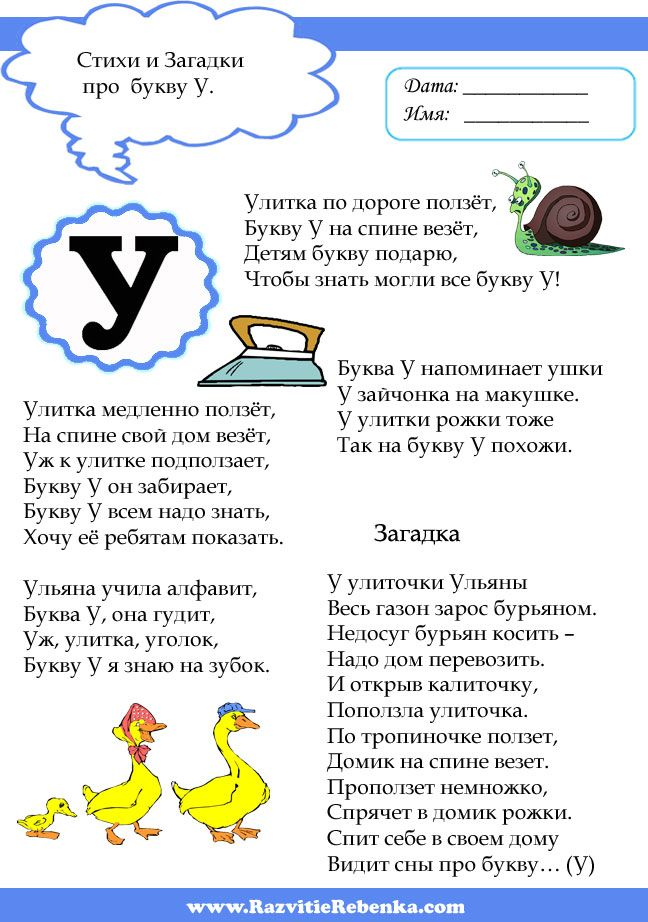 Стихи и Загадки
про букву У.
Дата: ____________
Имя: ____________
Улитка по дороге ползёт,
Букву У на спине везёт,
Детям букву подарю,
Чтобы знать могли все букву У!
У
Буква У напоминает ушки
У зайчонка на макушке.
У улитки рожки тоже
Так на букву У похожи.
Улитка медленно ползёт,
На спине свой дом везёт,
Уж к улитке подползает,
Букву У он забирает,
Букву У всем надо знать,
Хочу её ребятам показать.
Ульяна учила алфавит,
Буква У, она гудит,
Уж, улитка, уголок,
Букву У я знаю на зубок.
Загадка
У улиточки Ульяны
Весь газон зарос бурьяном.
Недосуг бурьян косить –
Надо дом перевозить.
И открыв калиточку,
Поползла улиточка.
По тропиночке ползет,
Домик на спине везет.
Проползет немножко,
Спрячет в домик рожки.
Спит себе в своем дому
Видит сны про букву… (У)
www.RazvitieRebenka.com